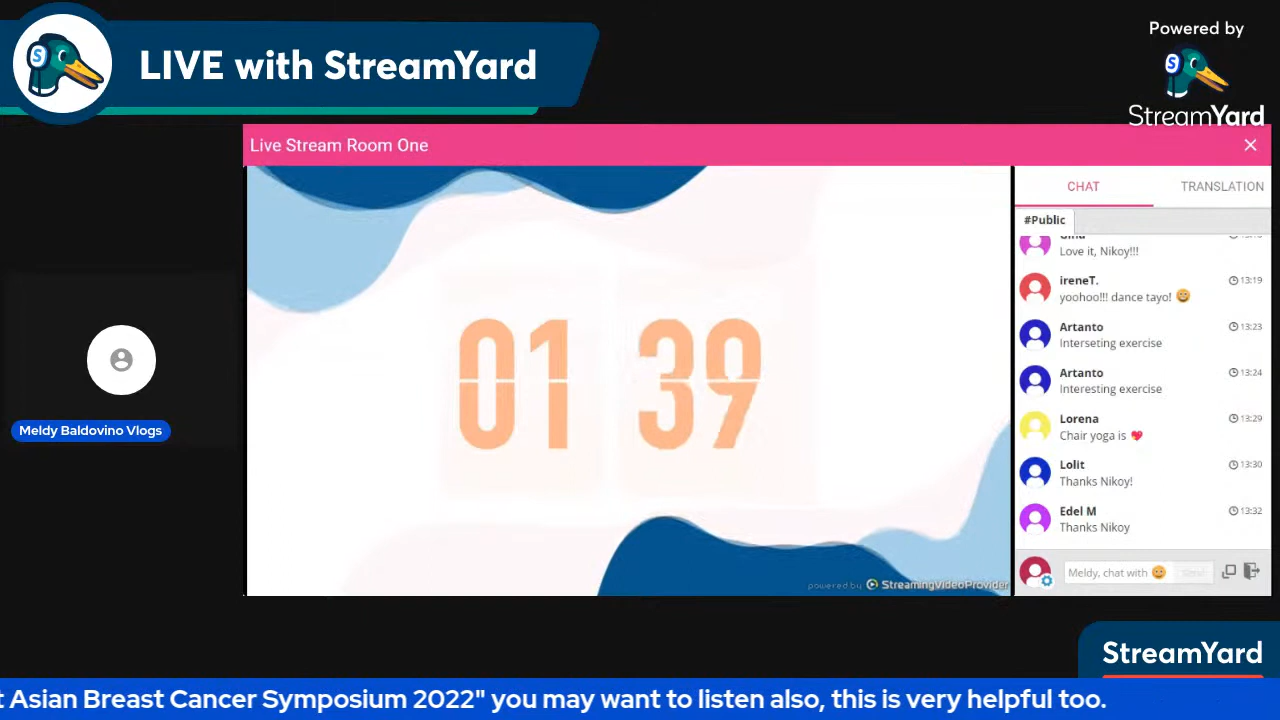 LIVE with StreamYard
Powered by
StreamYard
Live Stream Room One
CHAT
TRANSLATION
#Public
Love it, Nikoy!!!
ireneT.
13:19
yoohoo!!! dance tayo!
Artanto
13:23
Interseting exercise
Artanto
13:24
Interesting exercise
Lorena
13:29
Chair yoga is
Lolit
13:30
Thanks Nikoy!
Edel M
13:32
Thanks Nikoy
Meldy, chat with
01 39
powered by StreamingVideoProvider
Meldy Baldovino Vlogs
StreamYard
t Asian Breast Cancer Symposium 2022" you may want to listen also, this is very helpful too.